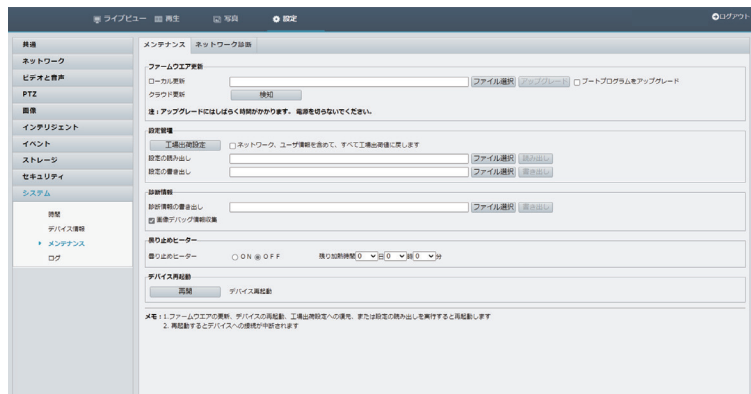 ライブビュー 再生 写真 設定 ログアウト
共通
ネットワーク
ビデオと音声
PTZ
画像
インテリジェント
イベント
ストレージ
セキュリティ
システム
時間
デバイス情報
メンテナンス
ログ
メンテナンス ネットワーク診断
ファームウエア更新
ローカル更新 ファイル選択 アップグレード ブートプログラムをアップグレード
クラウド更新 検知
注：アップグレードにはしばらく時間がかかります。 電源を切らないでください。
設定管理
工場出荷設定 ネットワーク、ユーザ情報を含めて、すべて工場出荷値に戻します
設定の読み出し ファイル選択 読み出し
設定の書き出し ファイル選択 書き出し
診断情報
診断情報の書き出し ファイル選択 書き出し
画像デバッグ情報収集
曇り止めヒーター
曇り止めヒーター ON OFF 残り加熱時間 0 日 0 時 0 分
デバイス再起動
再開 デバイス再起動
メモ：1.ファームウエアの更新、デバイスの再起動、工場出荷設定への復元、または設定の読み出しを実行すると再起動します
2. 再起動するとデバイスへの接続が中断されます